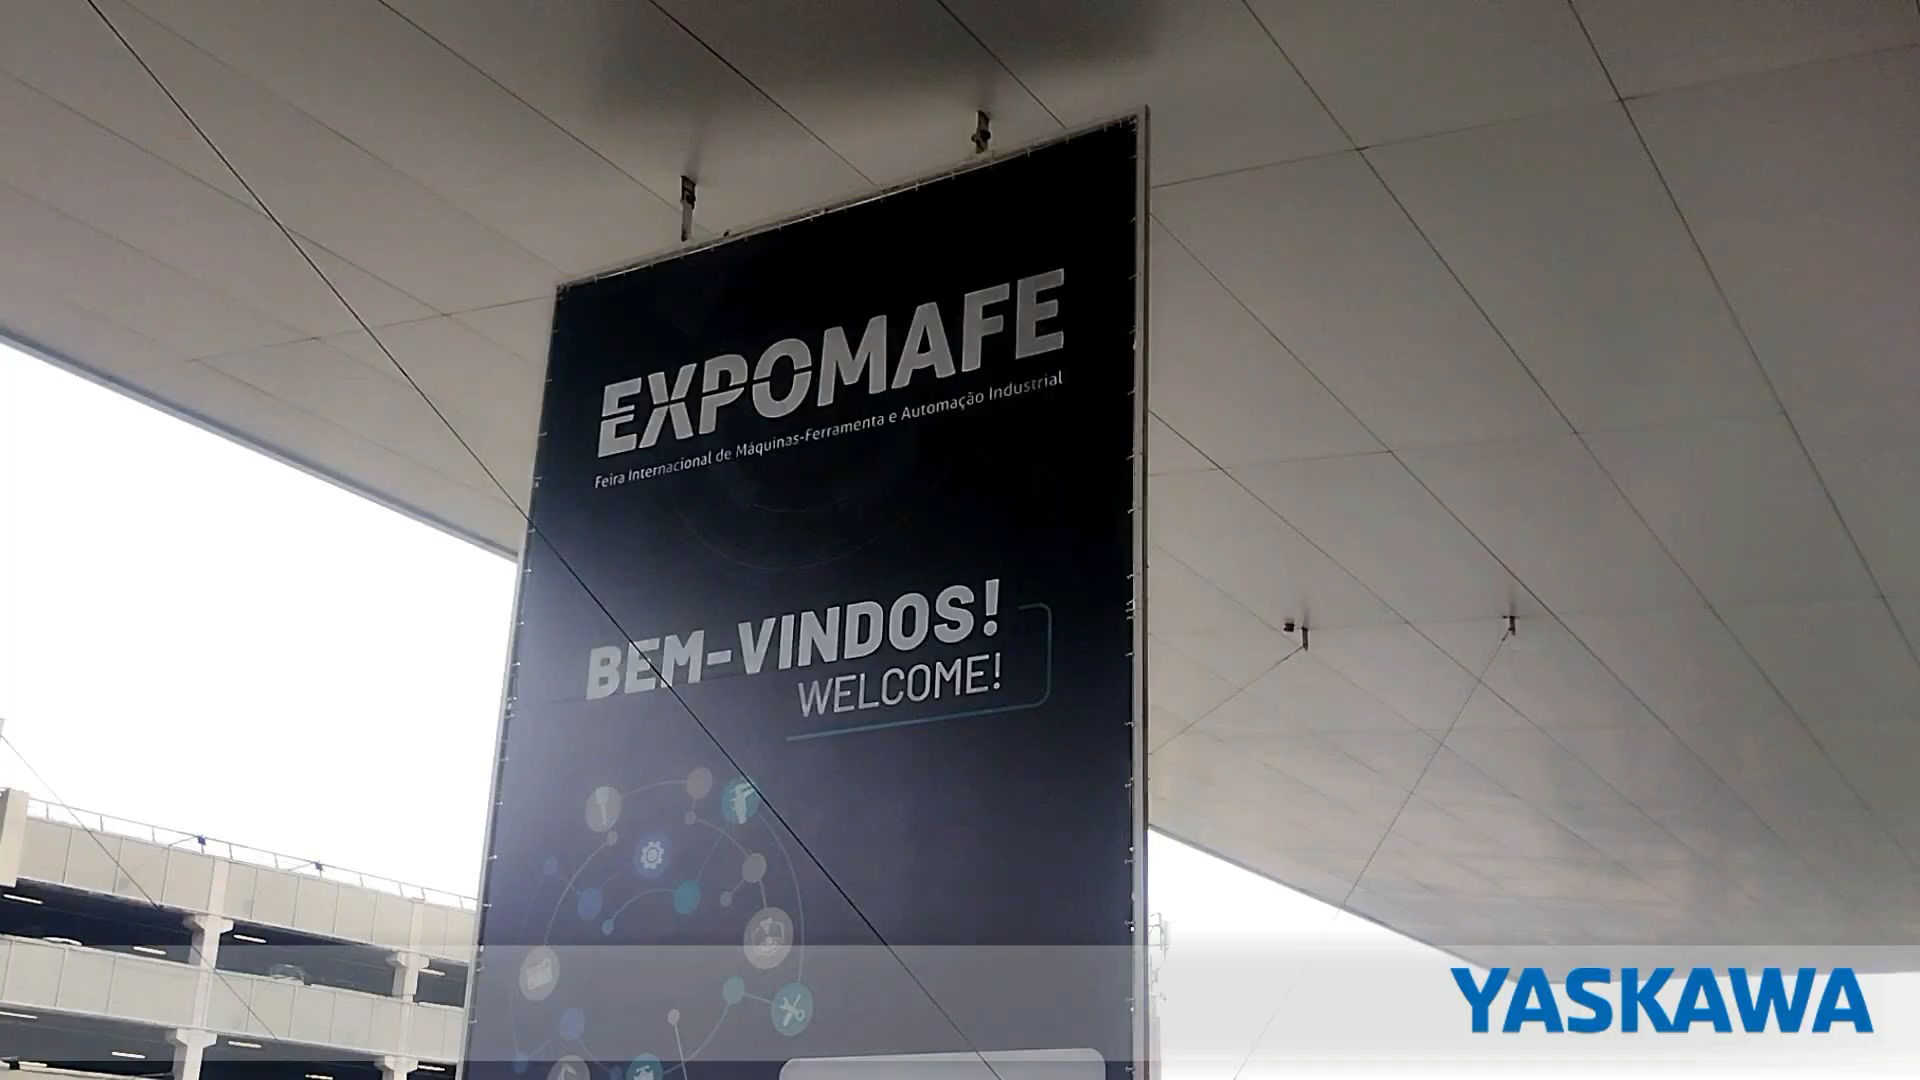 EXPOMAFE
Feira Internacional de Máquinas-Ferramenta e Automação Industrial
BEM-VINDOS!
WELCOME!
YASKAWA